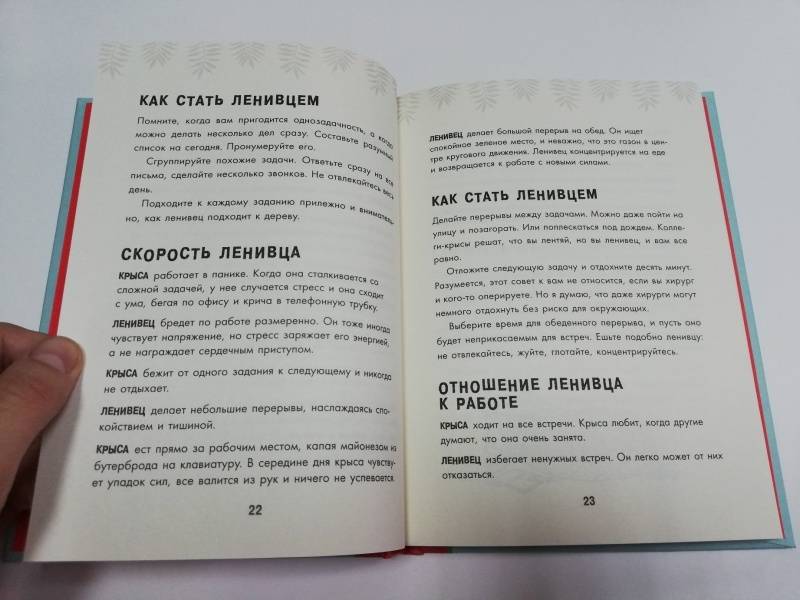 КАК СТАТЬ ЛЕНИВЦЕМ
Помните, когда вам пригодится однозадачность, а когда
можно делать несколько дел сразу. Составьте разумный
список на сегодня. Пронумеруйте его.
Сгруппируйте похожие задачи. Ответьте сразу на все
письма, сделайте несколько звонков. Не отвлекайтесь весь
день.
Подходите к каждому заданию прилежно и вниматель-
но, как ленивец подходит к дереву.
СКОРОСТЬ ЛЕНИВЦА
КРЫСА работает в панике. Когда она сталкивается со
сложной задачей, у нее случается стресс и она сходит
с ума, бегая по офису и крича в телефонную трубку.
ЛЕНИВЕЦ бредет по работе размеренно. Он тоже иногда
чувствует напряжение, но стресс заряжает его энергией,
а не награждает сердечным приступом.
КРЫСА бежит от одного задания к следующему и никогда
не отдыхает.
ЛЕНИВЕЦ делает небольшие перерывы, наслаждаясь спо-
койствием и тишиной.
КРЫСА ест прямо за рабочим местом, капая майонезом из
бутерброда на клавиатуру. В середине дня крыса чувству-
ет упадок сил, все валится из рук и ничего не успевается.
22
ЛЕНИВЕЦ делает большой перерыв на обед. Он ищет
спокойное зеленое место, и неважно, что это газон в цен-
тре кругового движения. Ленивец концентрируется на еде
и возвращается к работе с новыми силами.
КАК СТАТЬ ЛЕНИВЦЕМ
Делайте перерывы между задачами. Можно даже пойти на
улицу и позагорать. Или поплескаться под дождем. Колле-
ги-крысы решат, что вы лентяй, но вы ленивец, и вам все
равно.
Отложите следующую задачу и отдохните десять минут.
Разумеется, этот совет к вам не относится, если вы хирург
и кого-то оперируете. Но я думаю, что даже хирурги могут
немного отдохнуть без риска для окружающих.
Выберите время для обеденного перерыва, и пусть оно
будет неприкасаемым для встреч. Ешьте подобно ленивцу:
не отвлекайтесь, жуйте, глотайте, концентрируйтесь.
ОТНОШЕНИЕ ЛЕНИВЦА
К РАБОТЕ
КРЫСА ходит на все встречи. Крыса любит, когда другие
думают, что она очень занята.
ЛЕНИВЕЦ избегает ненужных встреч. Он легко может от них
отказаться.
23